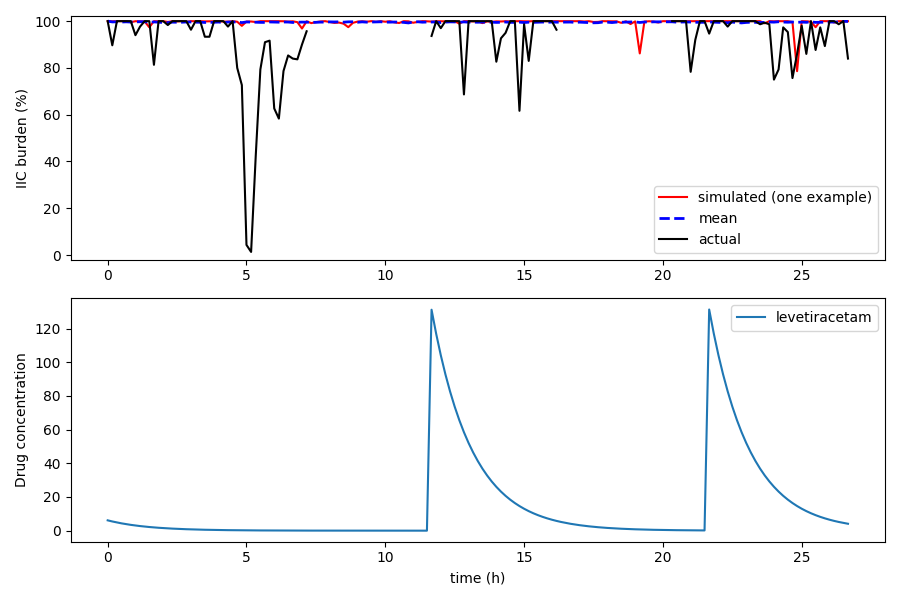 IIC burden (%)
100
80
60
40
20
0
simulated (one example)
mean
actual
0 5 10 15 20 25
Drug concentration
120
100
80
60
40
20
0
levetiracetam
0 5 10 15 20 25
time (h)